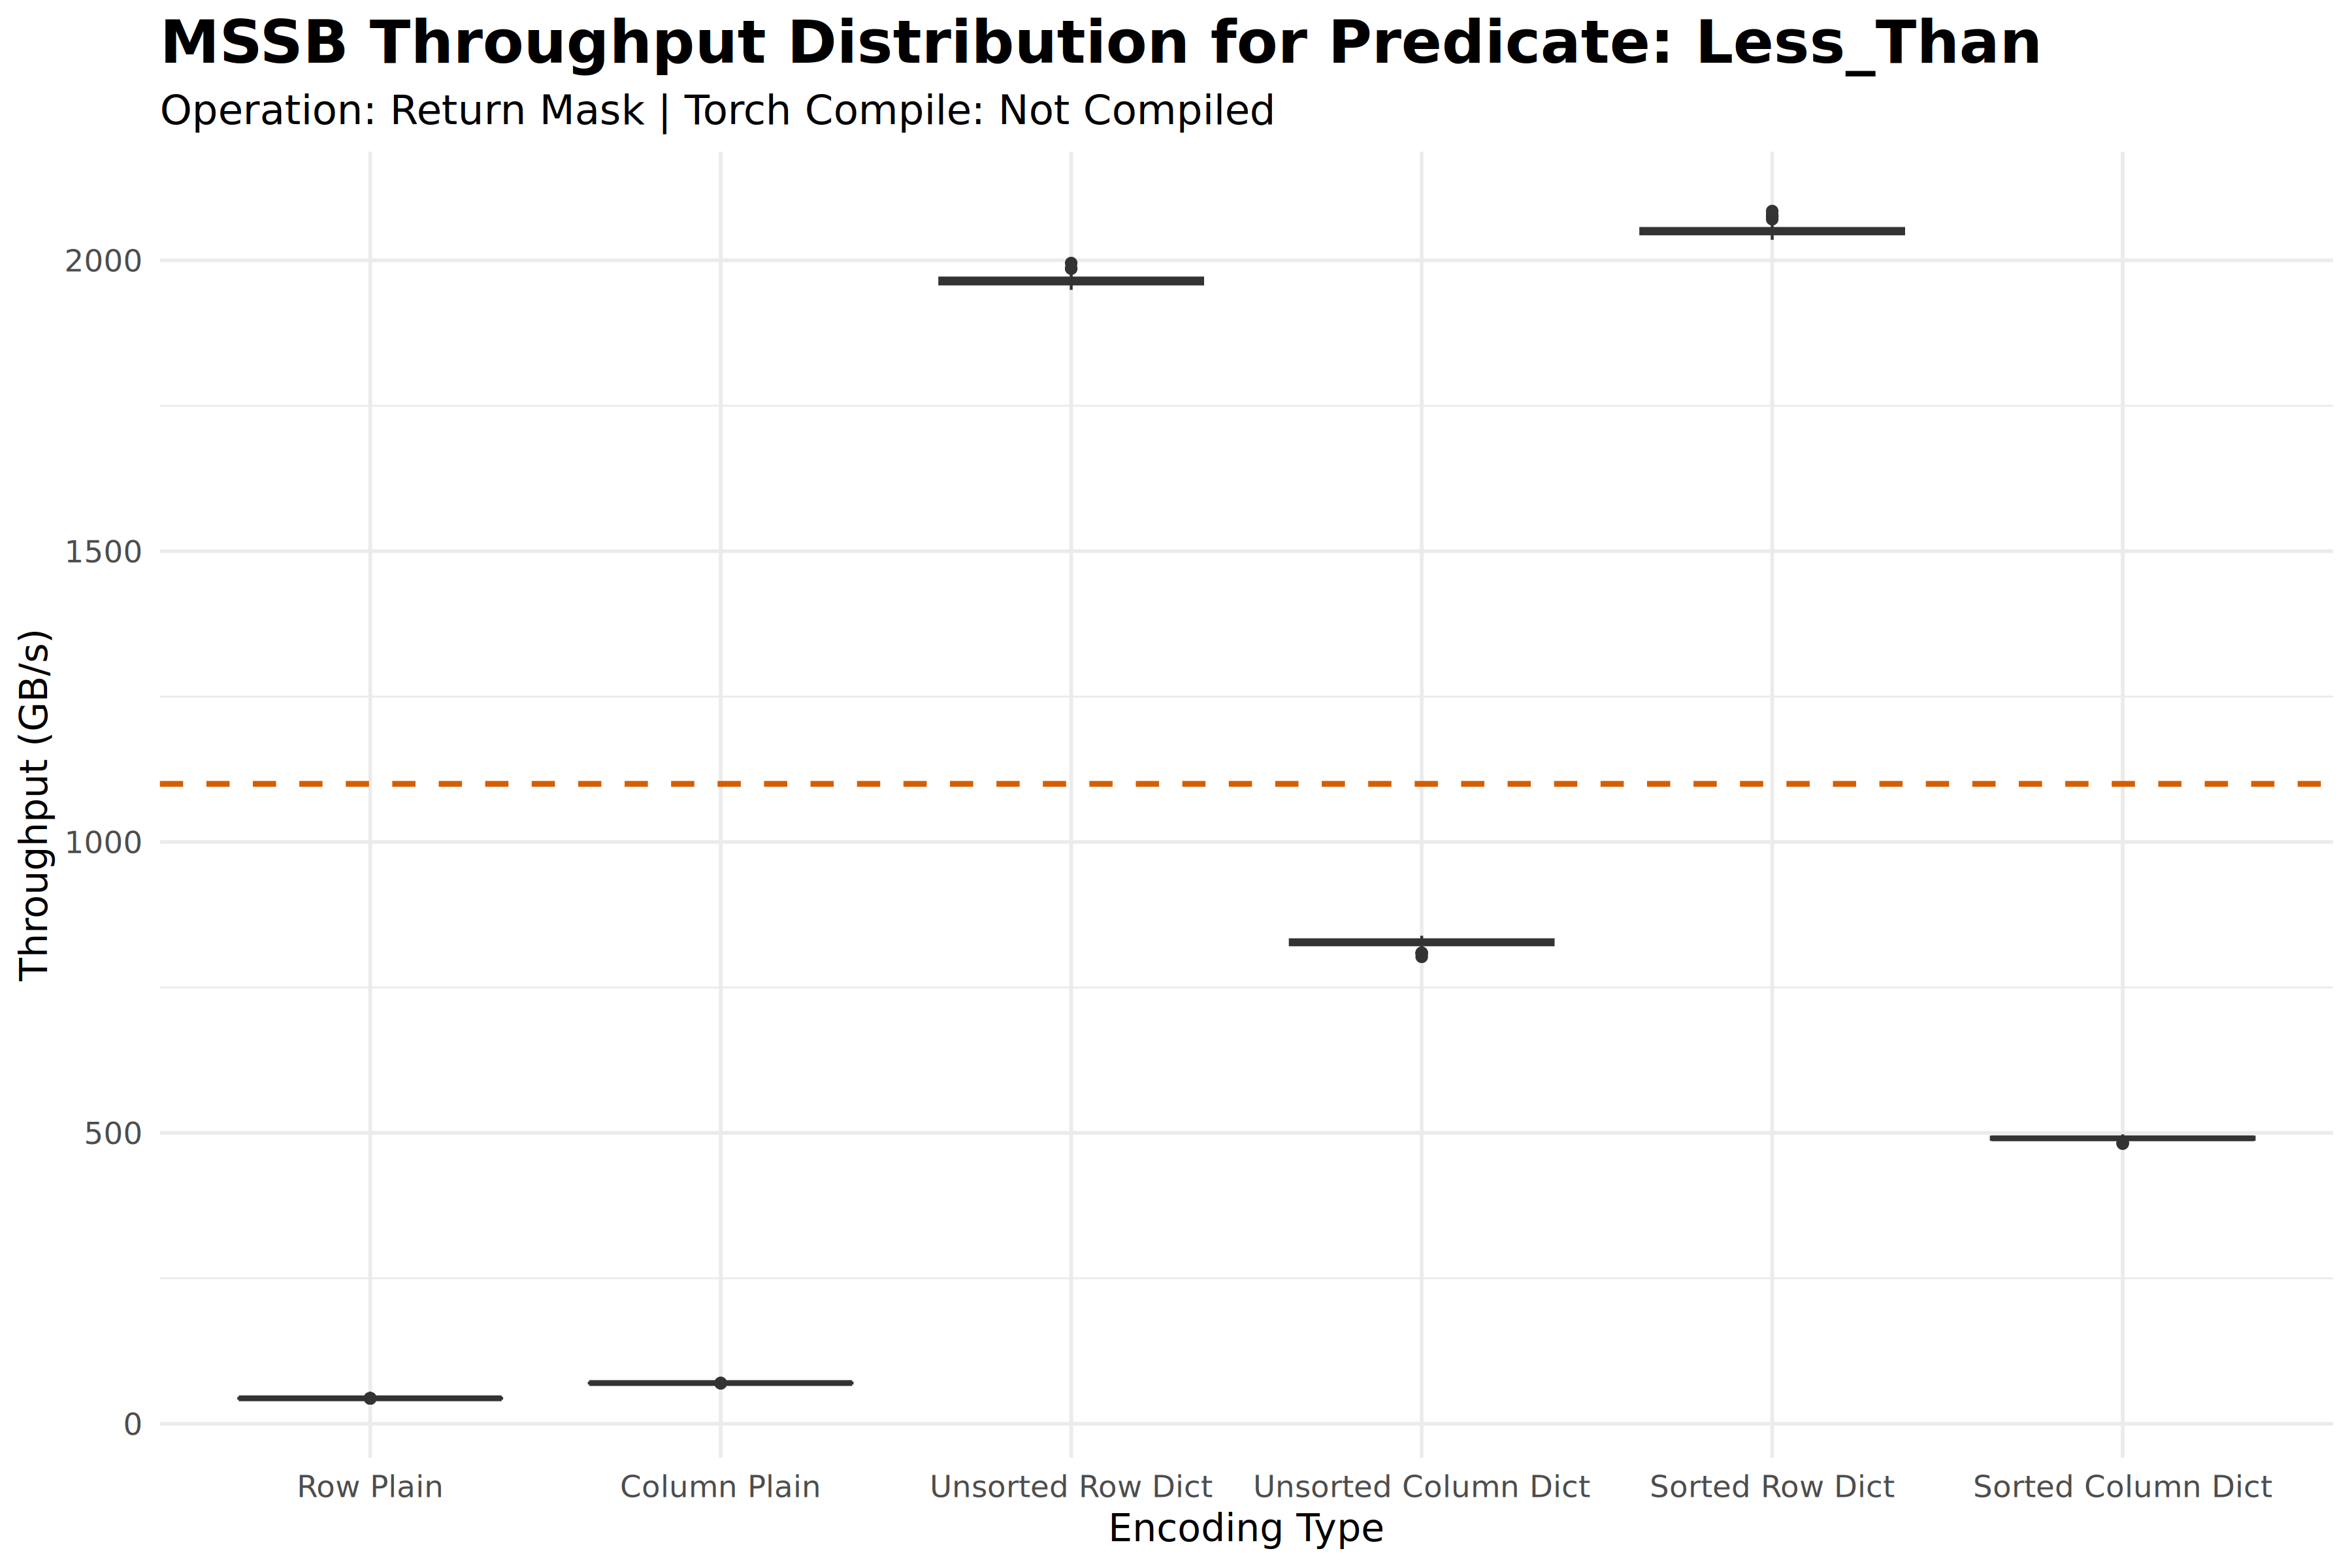 MSSB Throughput Distribution for Predicate: Less_Than
Operation: Return Mask | Torch Compile: Not Compiled
Throughput (GB/s)
2000
1500
1000
500
0
Row Plain
Column Plain
Unsorted Row Dict
Unsorted Column Dict
Sorted Row Dict
Sorted Column Dict
Encoding Type